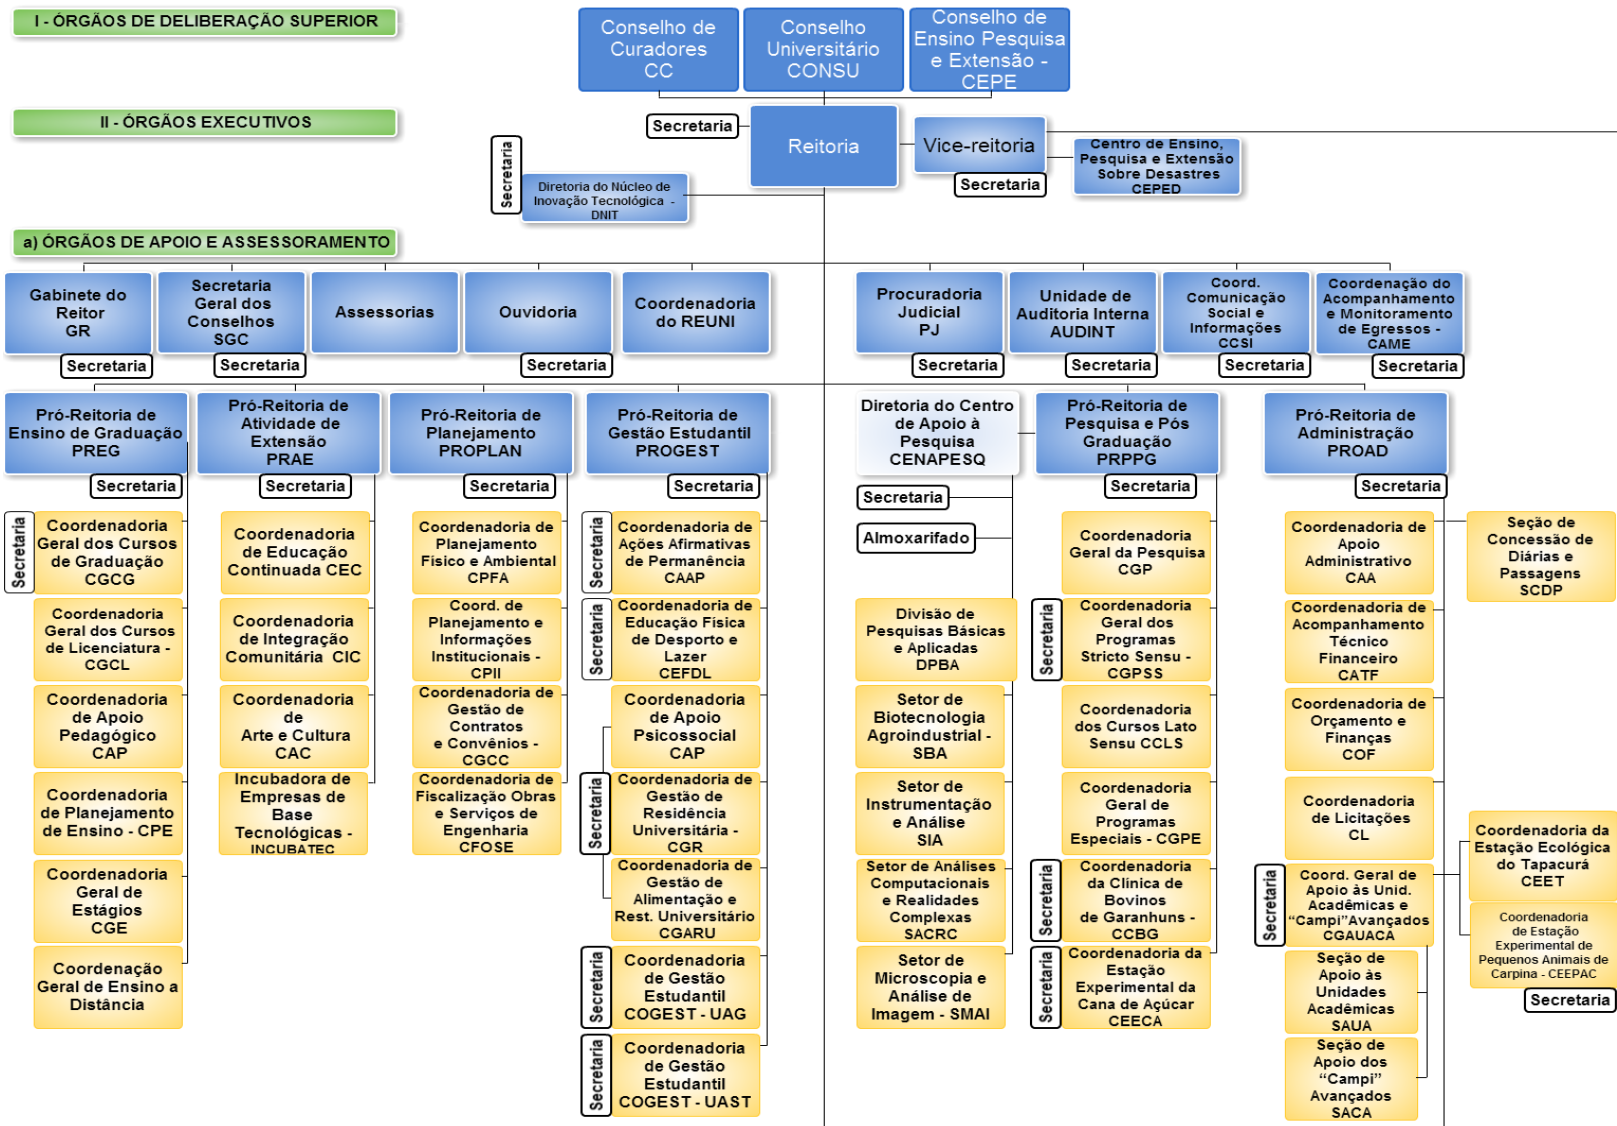 I - ÓRGÃOS DE DELIBERAÇÃO SUPERIOR
Conselho de
Curadores
CC
Conselho
Universitário
CONSU
Conselho de
Ensino Pesquisa
e Extensão -
CEPE
II - ÓRGÃOS EXECUTIVOS
Secretaria
Reitoria
Vice-reitoria
Secretaria
Centro de Ensino,
Pesquisa e Extensão
Sobre Desastres
CEPED
Secretaria
Diretoria do Núcleo de
Inovação Tecnológica -
DNIT
a) ÓRGÃOS DE APOIO E ASSESSORAMENTO
Gabinete do
Reitor
GR
Secretaria
Secretaria
Geral dos
Conselhos
SGC
Secretaria
Assessorias
Ouvidoria
Secretaria
Coordenadoria
do REUNI
Procuradoria
Judicial
PJ
Secretaria
Unidade de
Auditoria Interna
AUDINT
Secretaria
Coord.
Comunicação
Social e
Informações
CCSI
Secretaria
Coordenação do
Acompanhamento
e Monitoramento
de Egressos -
CAME
Secretaria
Pró-Reitoria de
Ensino de Graduação
PREG
Secretaria
Pró-Reitoria de
Atividade de
Extensão
PRAE
Secretaria
Pró-Reitoria de
Planejamento
PROPLAN
Secretaria
Pró-Reitoria de
Gestão Estudantil
PROGEST
Secretaria
Diretoria do Centro
de Apoio à
Pesquisa
CENAPESQ
Secretaria
Almoxarifado
Pró-Reitoria de
Pesquisa e Pós
Graduação
PRPPG
Secretaria
Pró-Reitoria de
Administração
PROAD
Secretaria
Secretaria
Coordenadoria
Geral dos Cursos
de Graduação
CGCG
Coordenadoria
Geral dos Cursos
de Licenciatura -
CGCL
Coordenadoria
de Apoio
Pedagógico
CAP
Coordenadoria
de Planejamento
de Ensino - CPE
Coordenadoria
Geral de
Estágios
CGE
Coordenação
Geral de Ensino a
Distância
Coordenadoria
de Educação
Continuada CEC
Coordenadoria
de Integração
Comunitária CIC
Coordenadoria
de
Arte e Cultura
CAC
Incubadora de
Empresas de
Base
Tecnológicas -
INCUBATEC
Coordenadoria de
Planejamento
Físico e Ambiental
CPFA
Coord. de
Planejamento e
Informações
Institucionais -
CPII
Coordenadoria de
Gestão de
Contratos
e Convênios -
CGCC
Coordenadoria de
Fiscalização Obras
e Serviços de
Engenharia
CFOSE
Secretaria
Coordenadoria de
Ações Afirmativas
de Permanência
CAAP
Secretaria
Coordenadoria de
Educação Física
de Desporto e
Lazer
CEFDL
Coordenadoria
de Apoio
Psicossocial
CAP
Secretaria
Coordenadoria de
Gestão de
Residência
Universitária -
CGR
Coordenadoria de
Gestão de
Alimentação e
Rest. Universitário
CGARU
Secretaria
Coordenadoria
de Gestão
Estudantil
COGEST - UAG
Secretaria
Coordenadoria
de Gestão
Estudantil
COGEST - UAST
Divisão de
Pesquisas Básicas
e Aplicadas
DPBA
Setor de
Biotecnologia
Agroindustrial -
SBA
Setor de
Instrumentação
e Análise
SIA
Setor de Análises
Computacionais
e Realidades
Complexas
SACRC
Setor de
Microscopia e
Análise de
Imagem - SMAI
Coordenadoria
Geral da Pesquisa
CGP
Secretaria
Coordenadoria
Geral dos
Programas
Stricto Sensu -
CGPSS
Coordenadoria
dos Cursos Lato
Sensu CCLS
Coordenadoria
Geral de
Programas
Especiais - CGPE
Secretaria
Coordenadoria
da Clínica de
Bovinos
de Garanhuns -
CCBG
Secretaria
Coordenadoria da
Estação
Experimental da
Cana de Açúcar
CEECA
Coordenadoria de
Apoio
Administrativo
CAA
Seção de
Concessão de
Diárias e
Passagens
SCDP
Coordenadoria de
Acompanhamento
Técnico
Financeiro
CATF
Coordenadoria de
Orçamento e
Finanças
COF
Coordenadoria
de Licitações
CL
Secretaria
Coord. Geral de
Apoio às Unid.
Acadêmicas e
“Campi”Avançados
CGAUACA
Seção de
Apoio às
Unidades
Acadêmicas
SAUA
Seção de
Apoio dos
“Campi”
Avançados
SACA
Coordenadoria da
Estação Ecológica
do Tapacurá
CEET
Coordenadoria
de Estação
Experimental de
Pequenos Animais de
Carpina - CEEPAC
Secretaria